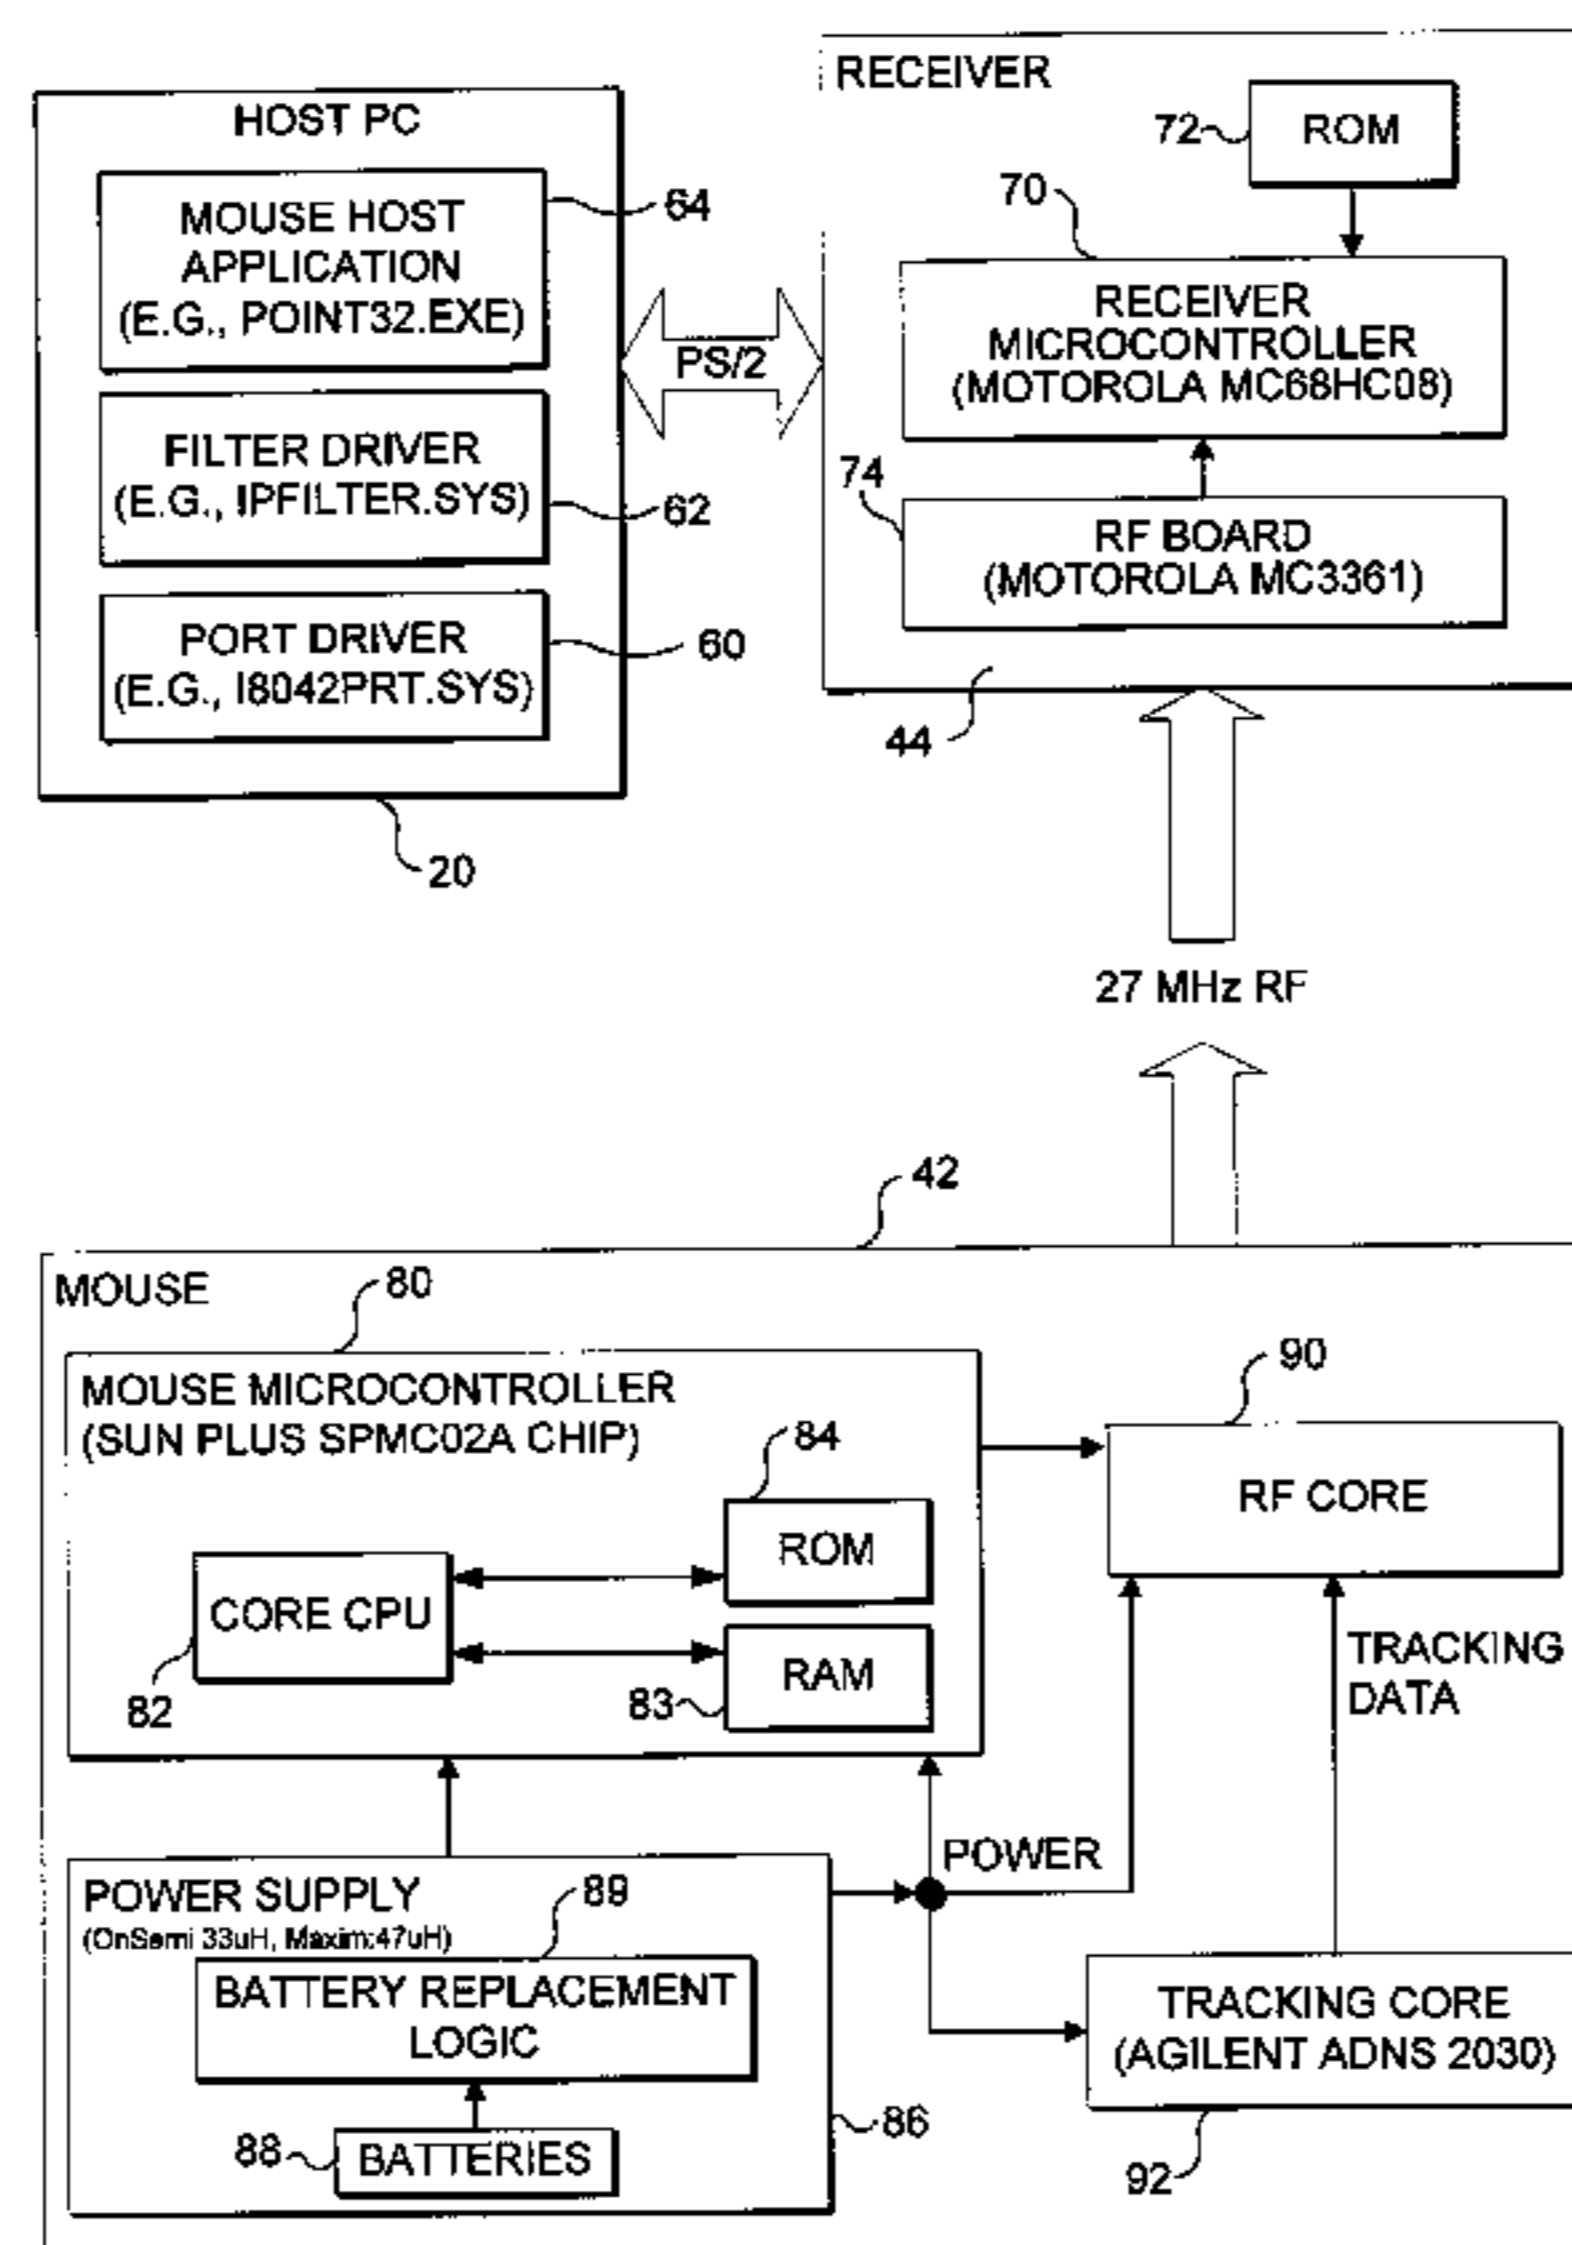 HOST PC
MOUSE HOST
APPLICATION
(E.G., POINT32.EXE)
64
FILTER DRIVER
(E.G., IPFILTER.SYS)
62
PORT DRIVER
(E.G., I8042PRT.SYS)
60
20
PS/2
RECEIVER
72
ROM
70
RECEIVER
MICROCONTROLLER
(MOTOROLA MC68HC08)
74
RF BOARD
(MOTOROLA MC3361)
44
27 MHz RF
42
MOUSE
80
MOUSE MICROCONTROLLER
(SUN PLUS SPMC02A CHIP)
84
ROM
CORE CPU
82
RAM
83
90
RF CORE
TRACKING
DATA
POWER
POWER SUPPLY
(OnSemi 33uH, Maxim:47uH)
89
BATTERY REPLACEMENT
LOGIC
88
BATTERIES
86
TRACKING CORE
(AGILENT ADNS 2030)
92